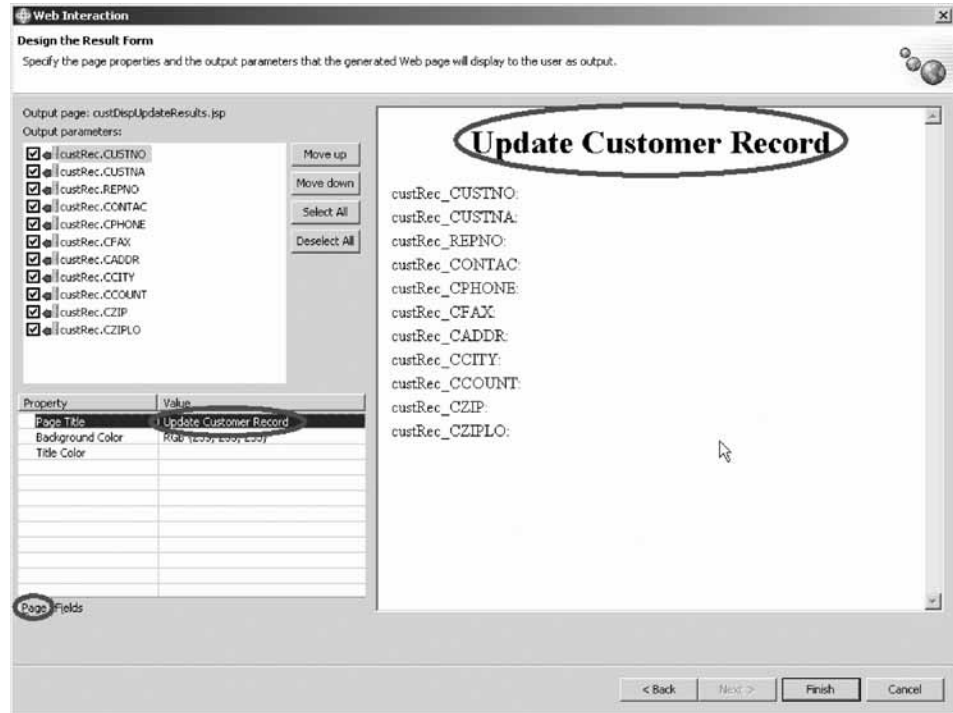 Web Interaction
Design the Result Form
Specify the page properties and the output parameters that the generated Web page will display to the user as output.
Output page: custDispUpdateResults.jsp
Output parameters:
custRec.CUSTNO
custRec.CUSTNA
custRec.REPNO
custRec.CONTAC
custRec.CPHONE
custRec.CFAX
custRec.CADDR
custRec.CCITY
custRec.CCOUNT
custRec.CZIP
custRec.CZIPLO
Move up
Move down
Select All
Deselect All
Property Value
Page Title Update Customer Record
Background Color RGB (255, 255, 255)
Title Color
Page Fields
Update Customer Record
custRec_CUSTNO:
custRec_CUSTNA:
custRec_REPNO:
custRec_CONTAC:
custRec_CPHONE:
custRec_CFAX:
custRec_CADDR:
custRec_CCITY:
custRec_CCOUNT:
custRec_CZIP:
custRec_CZIPLO:
< Back Next > Finish Cancel